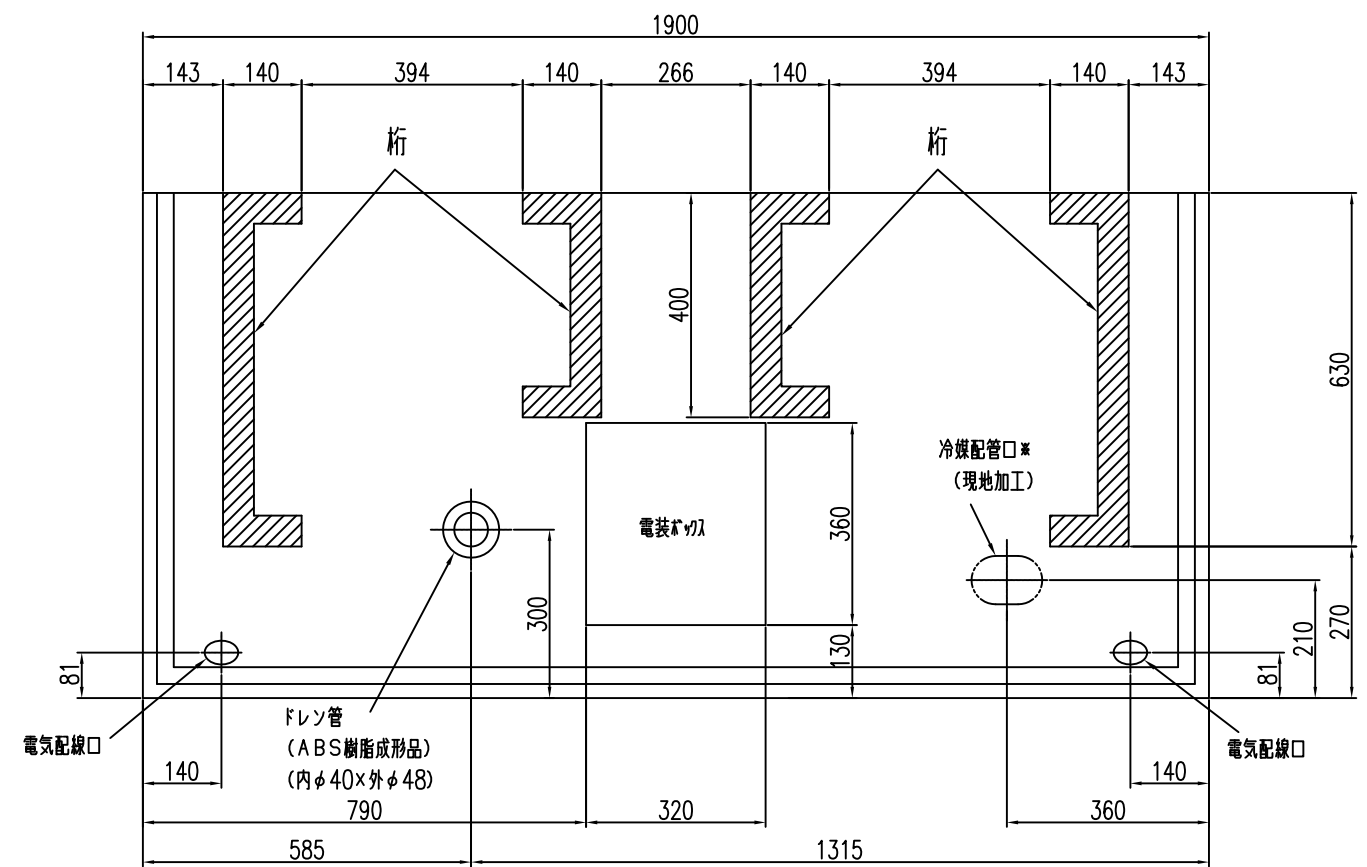 1900
143 140 394 140 266 140 394 140 143
桁 桁
400
630
冷媒配管口※
(現地加工)
電装ボックス
360
300
130
210
270
81
81
ドレン管
(ABS樹脂成形品)
(内φ40×外φ48)
電気配線口
電気配線口
140
140
790
320
360
585
1315